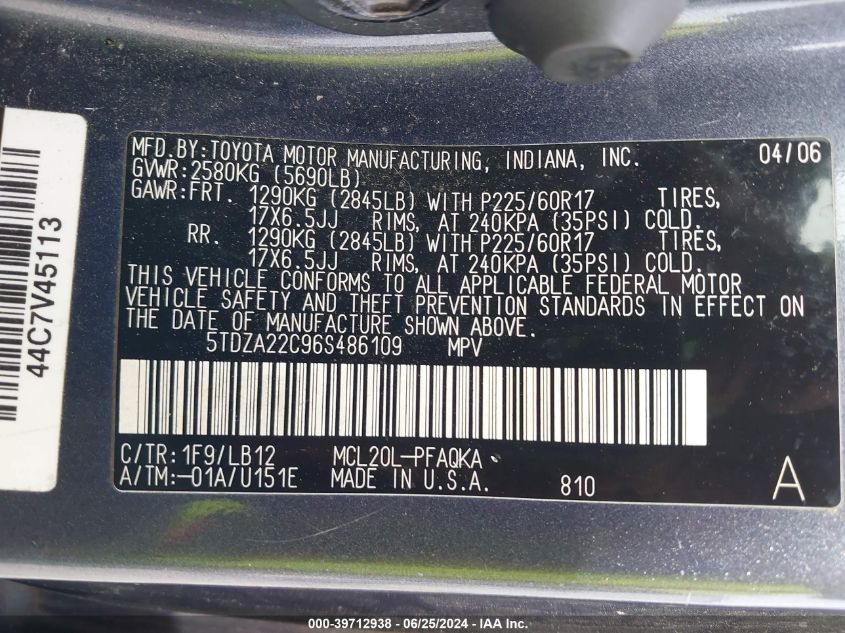 MFD. BY: TOYOTA MOTOR MANUFACTURING, INDIANA, INC. 04/06
GVWR: 2580KG (5690LB)
GAWR: FRT. 1290KG (2845LB) WITH P225/60R17 TIRES,
17X6.5JJ RIMS, AT 240KPA (35PSI) COLD.
RR. 1290KG (2845LB) WITH P225/60R17 TIRES,
17X6.5JJ RIMS, AT 240KPA (35PSI) COLD.
THIS VEHICLE CONFORMS TO ALL APPLICABLE FEDERAL MOTOR
VEHICLE SAFETY AND THEFT PREVENTION STANDARDS IN EFFECT ON
THE DATE OF MANUFACTURE SHOWN ABOVE.
5TDZA22C96S486109 MPV
C/TR: 1F9/LB12 MCL20L-PFAQKA
A/TM:-01A/U151E MADE IN U.S.A. 810 A
44C7V45113
000-39712938 - 06/25/2024 - IAA Inc.